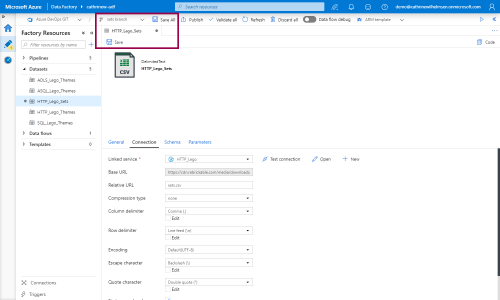 Microsoft Azure
Data Factory
cathrinew-adf
Search resources
demo@cathrinewilhelmsen.onmicrosoft.com
Azure DevOps GIT
sets branch
Save All
Publish
Validate all
Refresh
Discard all
Data flow debug
ARM template
Factory Resources
HTTP_Lego_Sets
Filter resources by name
Save
Code
Pipelines
5
Datasets
5
ADLS_Lego_Themes
ASQL_Lego_Themes
HTTP_Lego_Sets
HTTP_Lego_Themes
SQL_Lego_Themes
Data flows
1
Templates
0
CSV
DelimitedText
HTTP_Lego_Sets
General
Connection
Schema
Parameters
Linked service *
HTTP_Lego
Test connection
Open
New
Base URL
https://cdn.rebrickable.com/media/downloads
Relative URL
sets.csv
Compression type
none
Column delimiter
Comma (,)
Edit
Row delimiter
Line feed (\n)
Edit
Encoding
Default(UTF-8)
Escape character
Backslash (\)
Edit
Quote character
Double quote (")
Edit
Connections
Triggers